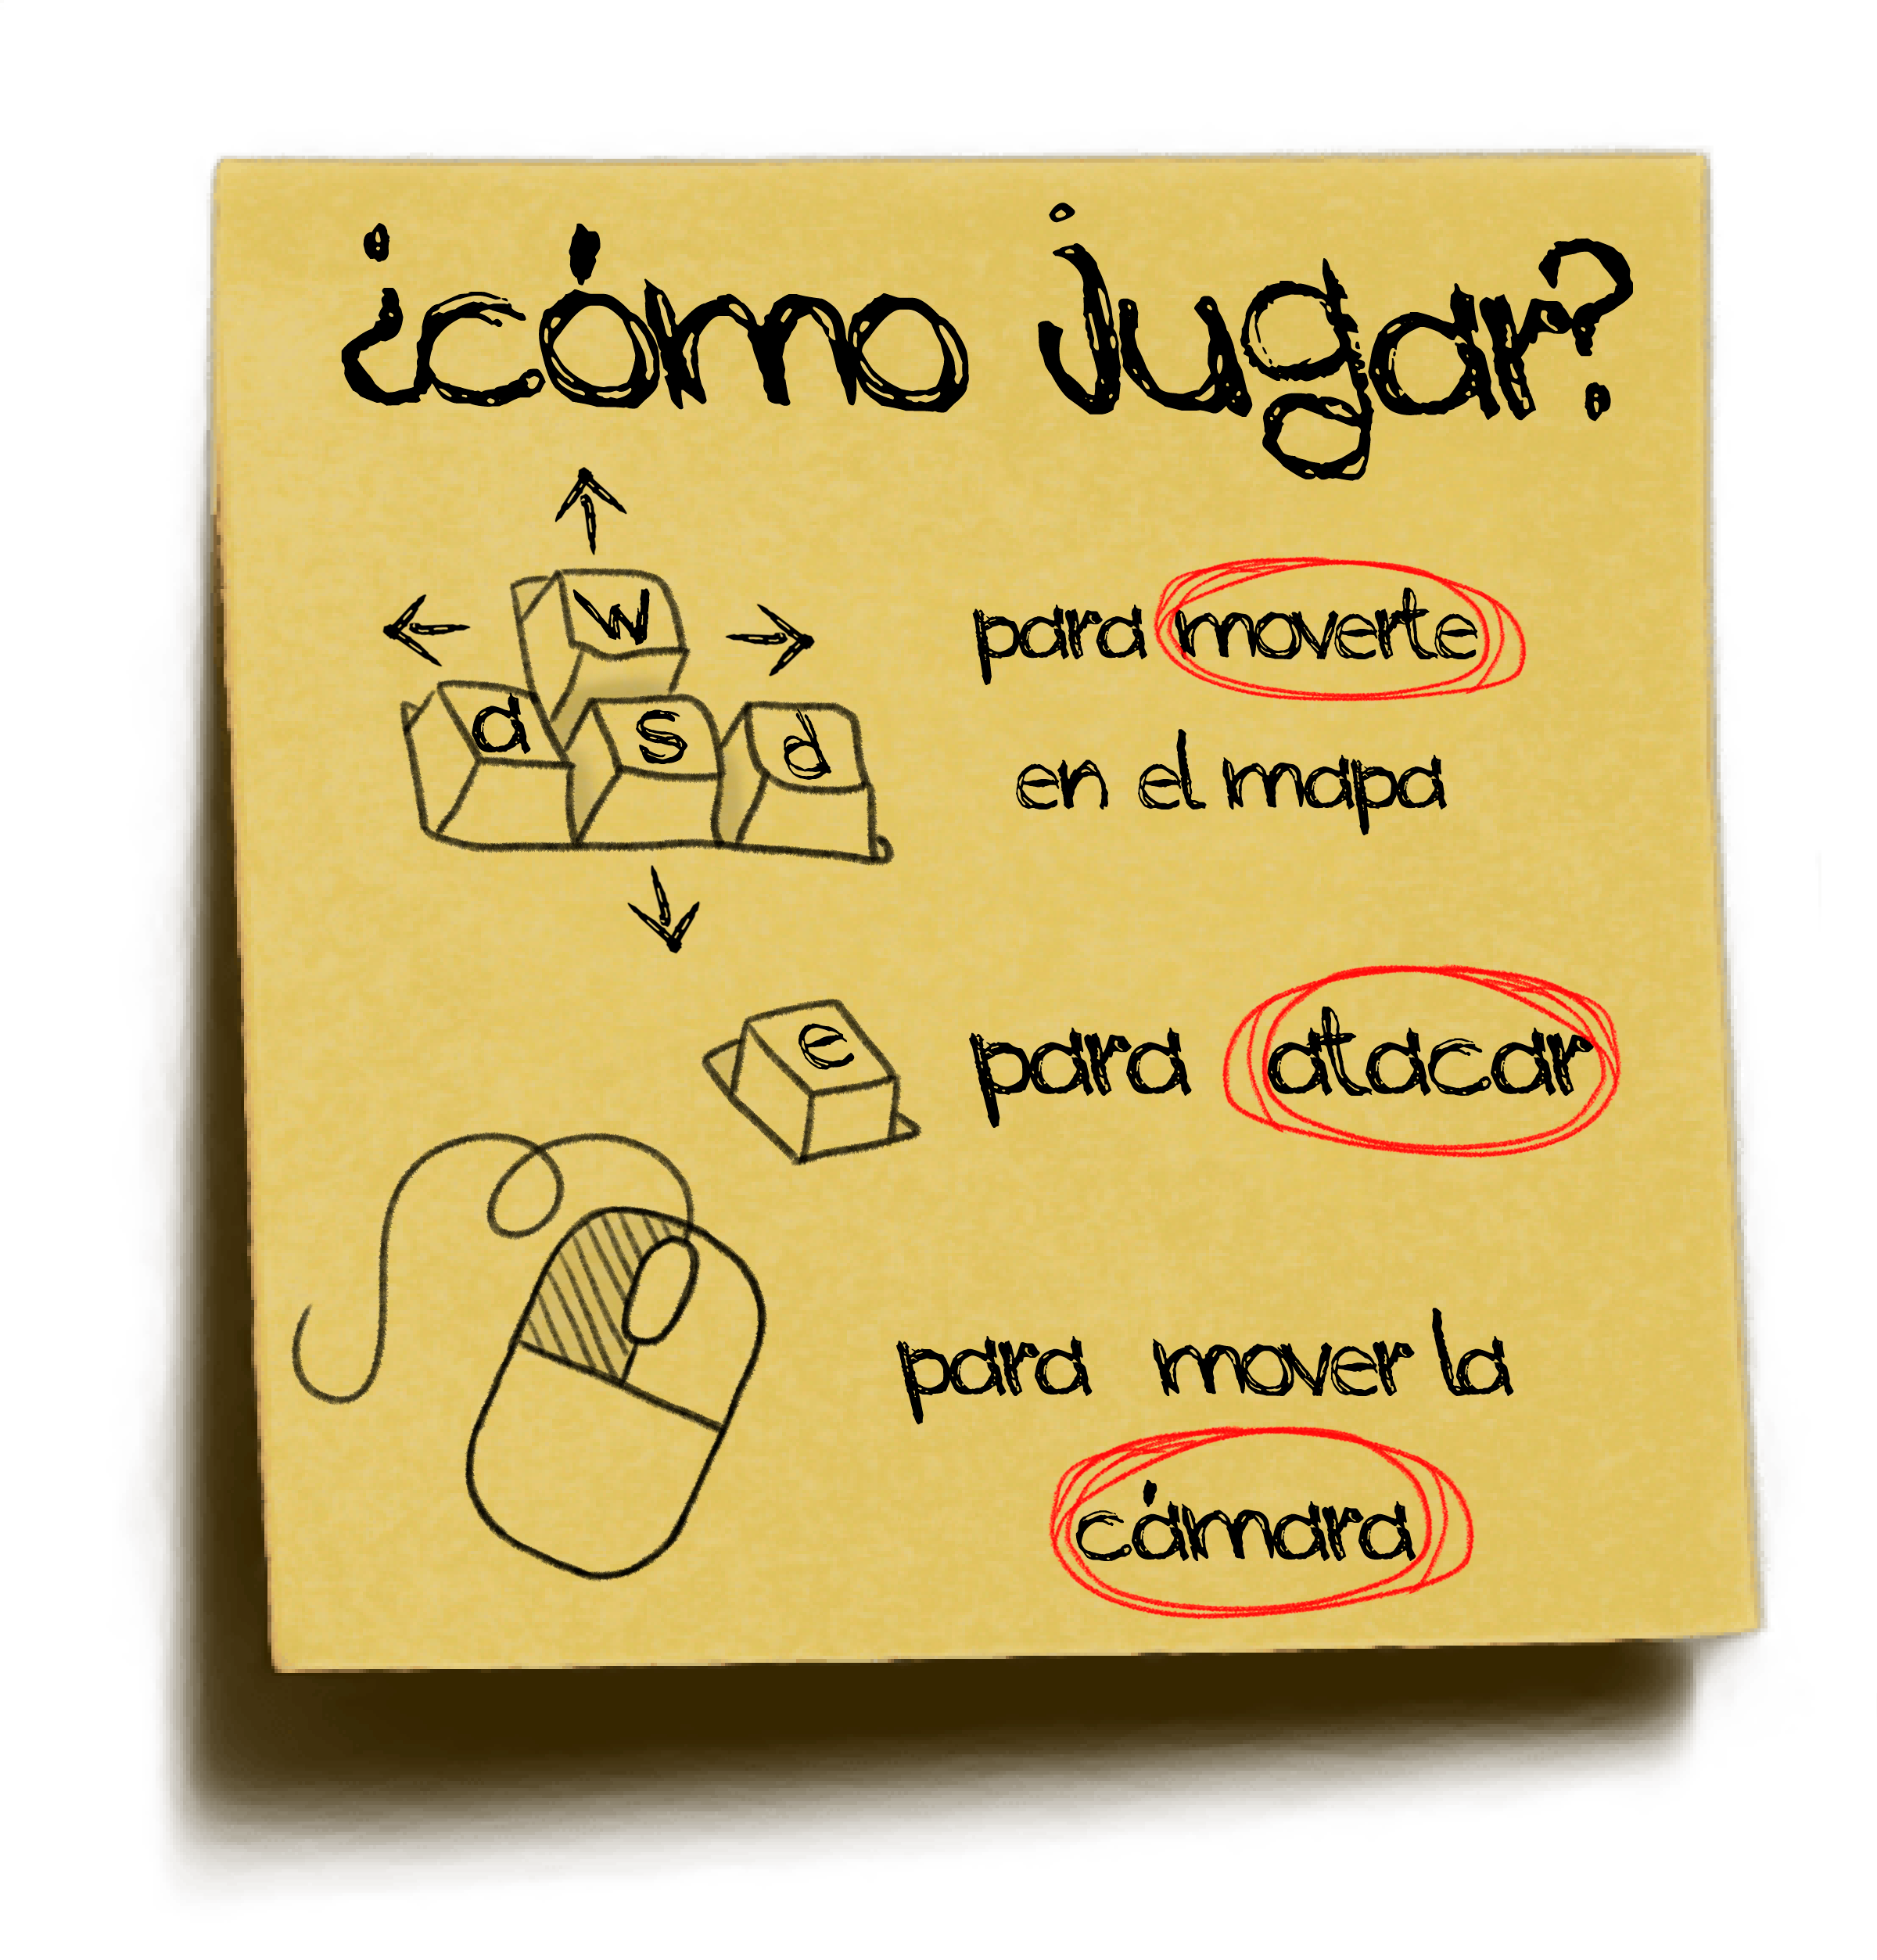 ¿cómo jugar?
w
a s d
para moverte
en el mapa
e
para atacar
para mover la
cámara